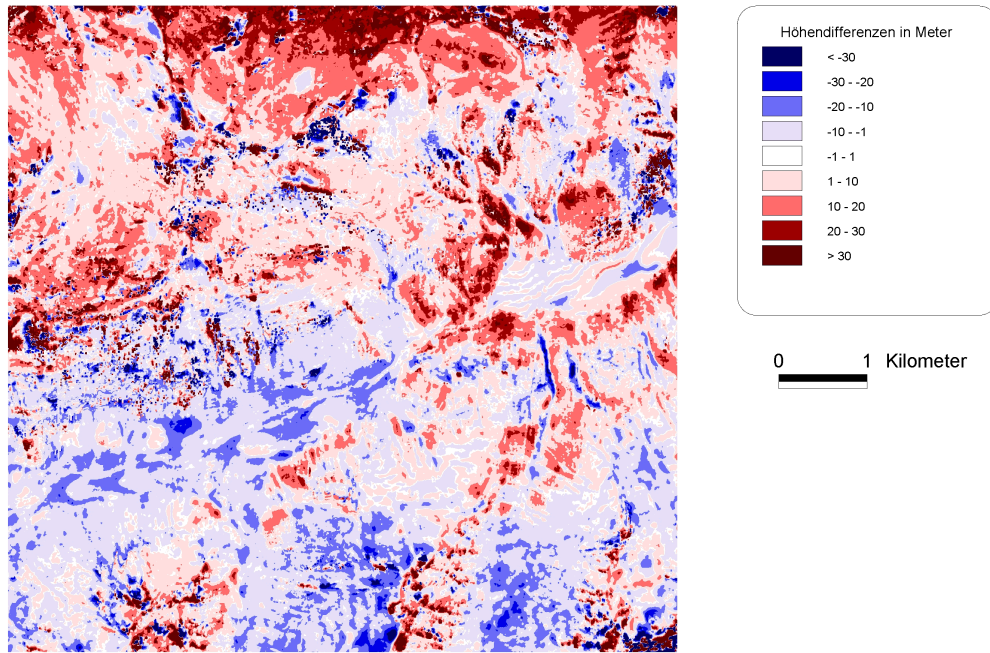 Höhendifferenzen in Meter
< -30
-30 - -20
-20 - -10
-10 - -1
-1 - 1
1 - 10
10 - 20
20 - 30
> 30
0 1 Kilometer